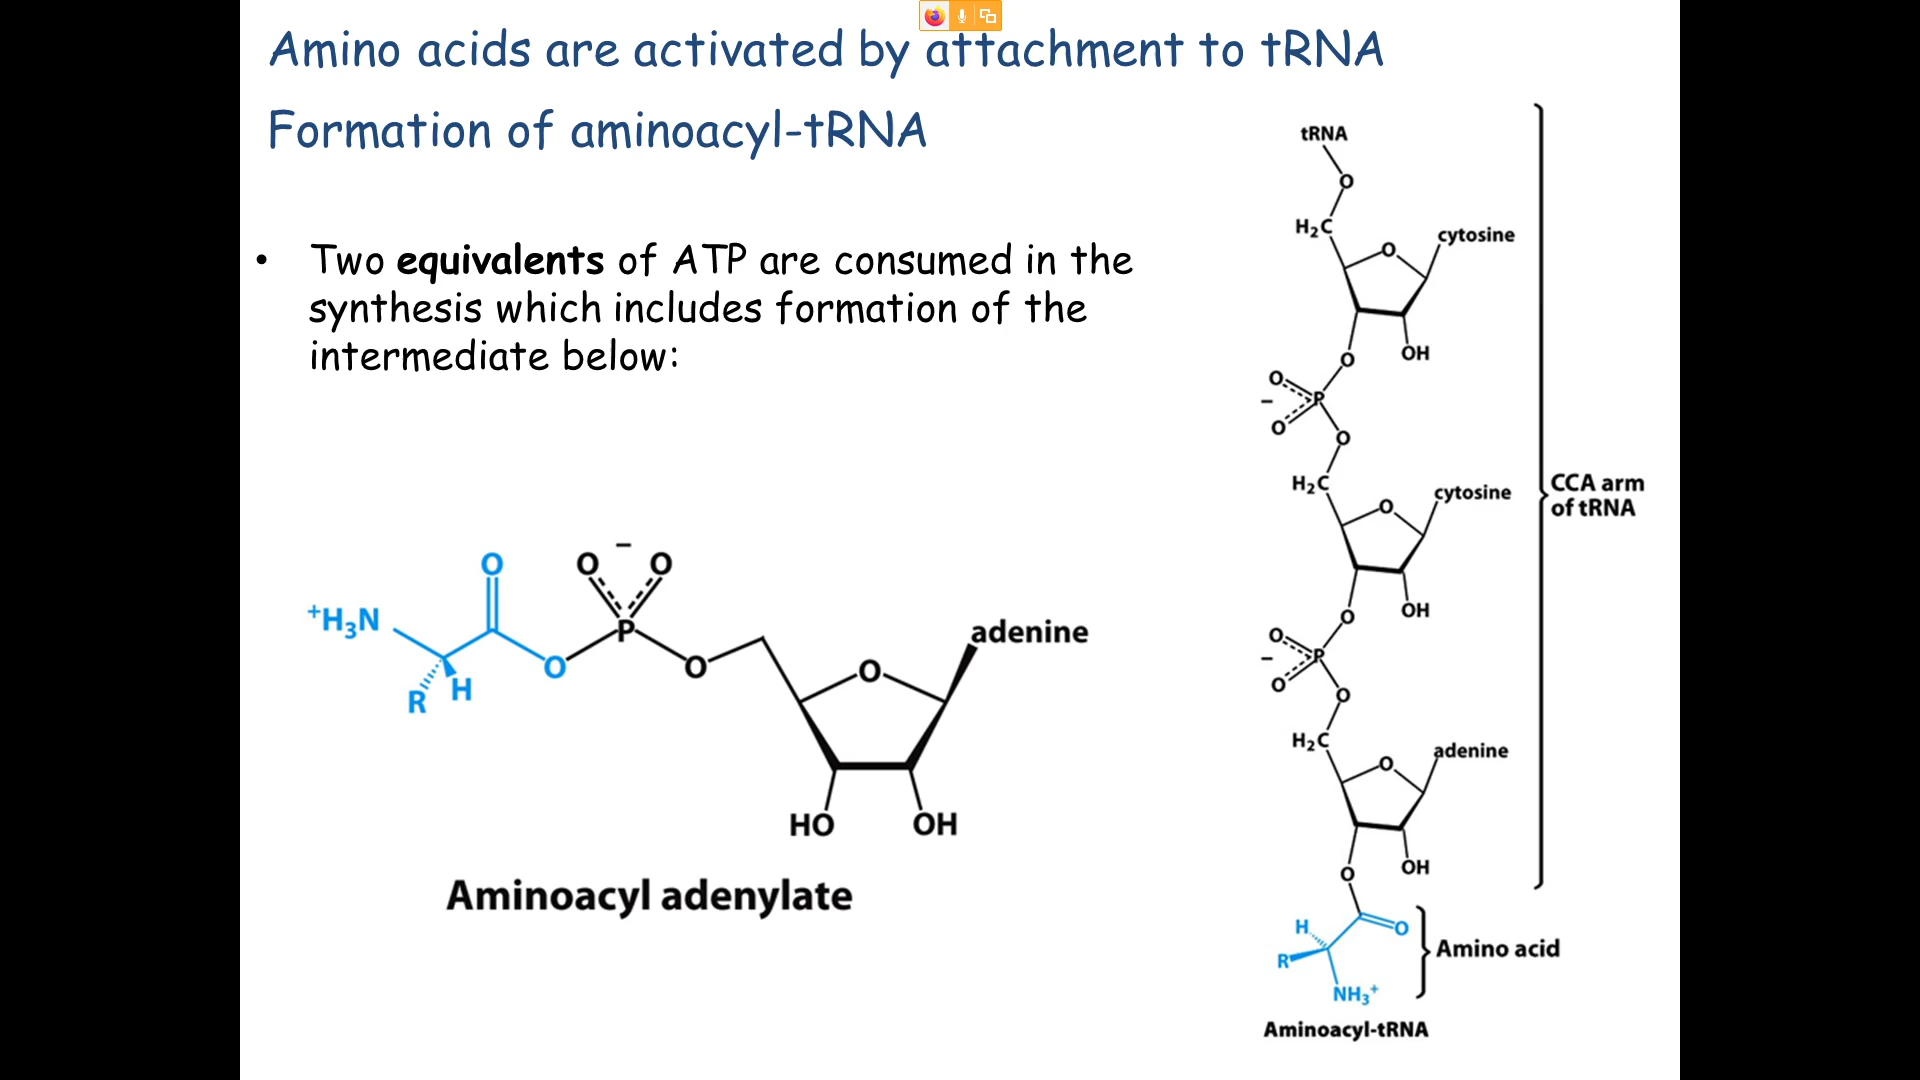 Amino acids are activated by attachment to tRNA
Formation of aminoacyl-tRNA
• Two equivalents of ATP are consumed in the
synthesis which includes formation of the
intermediate below:
O
O
–
O
+H3N
P
adenine
O
O
O
R
H
HO
OH
Aminoacyl adenylate
tRNA
O
H2C
cytosine
O
OH
O
O
–
P
O
O
H2C
cytosine
O
OH
O
O
–
P
O
O
H2C
adenine
O
OH
O
CCA arm
of tRNA
H
O
R
NH3+
Amino acid
Aminoacyl-tRNA